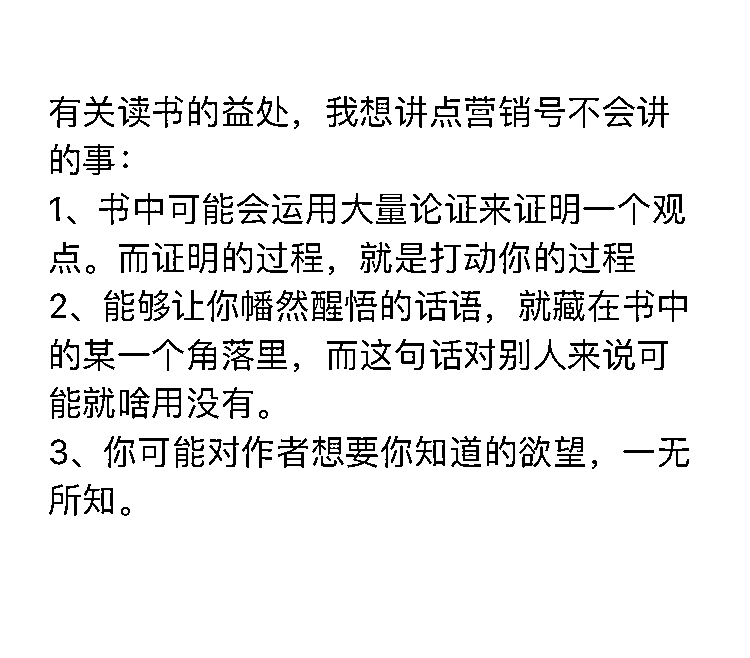 有关读书的益处，我想讲点营销号不会讲
的事：
1、书中可能会运用大量论证来证明一个观
点。而证明的过程，就是打动你的过程
2、能够让你幡然醒悟的话语，就藏在书中
的某一个角落里，而这句话对别人来说可
能就啥用没有。
3、你可能对作者想要你知道的欲望，一无
所知。